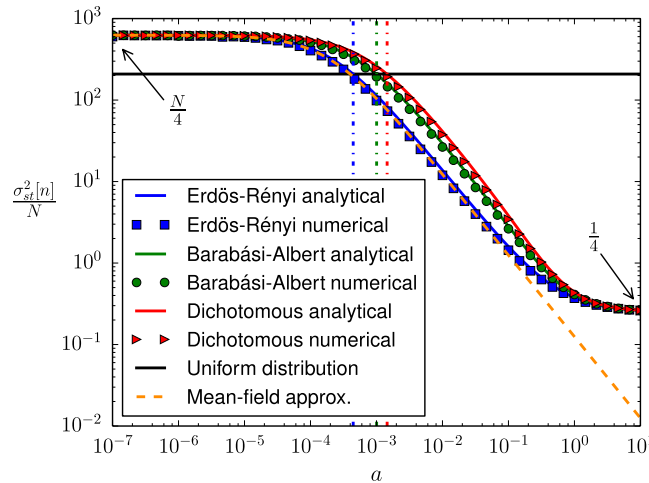 10^3
10^2
10^1
10^0
10^-1
10^-2
σ²_st[n]
N
N
4
1
4
Erdös-Rényi analytical
Erdös-Rényi numerical
Barabási-Albert analytical
Barabási-Albert numerical
Dichotomous analytical
Dichotomous numerical
Uniform distribution
Mean-field approx.
10^-7 10^-6 10^-5 10^-4 10^-3 10^-2 10^-1 10^0 10^1
a